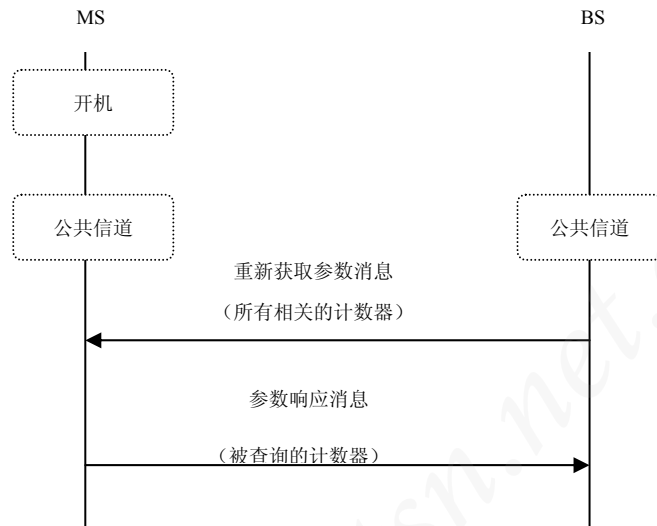 MS BS
开机
公共信道 公共信道
重新获取参数消息
（所有相关的计数器）
参数响应消息
（被查询的计数器）